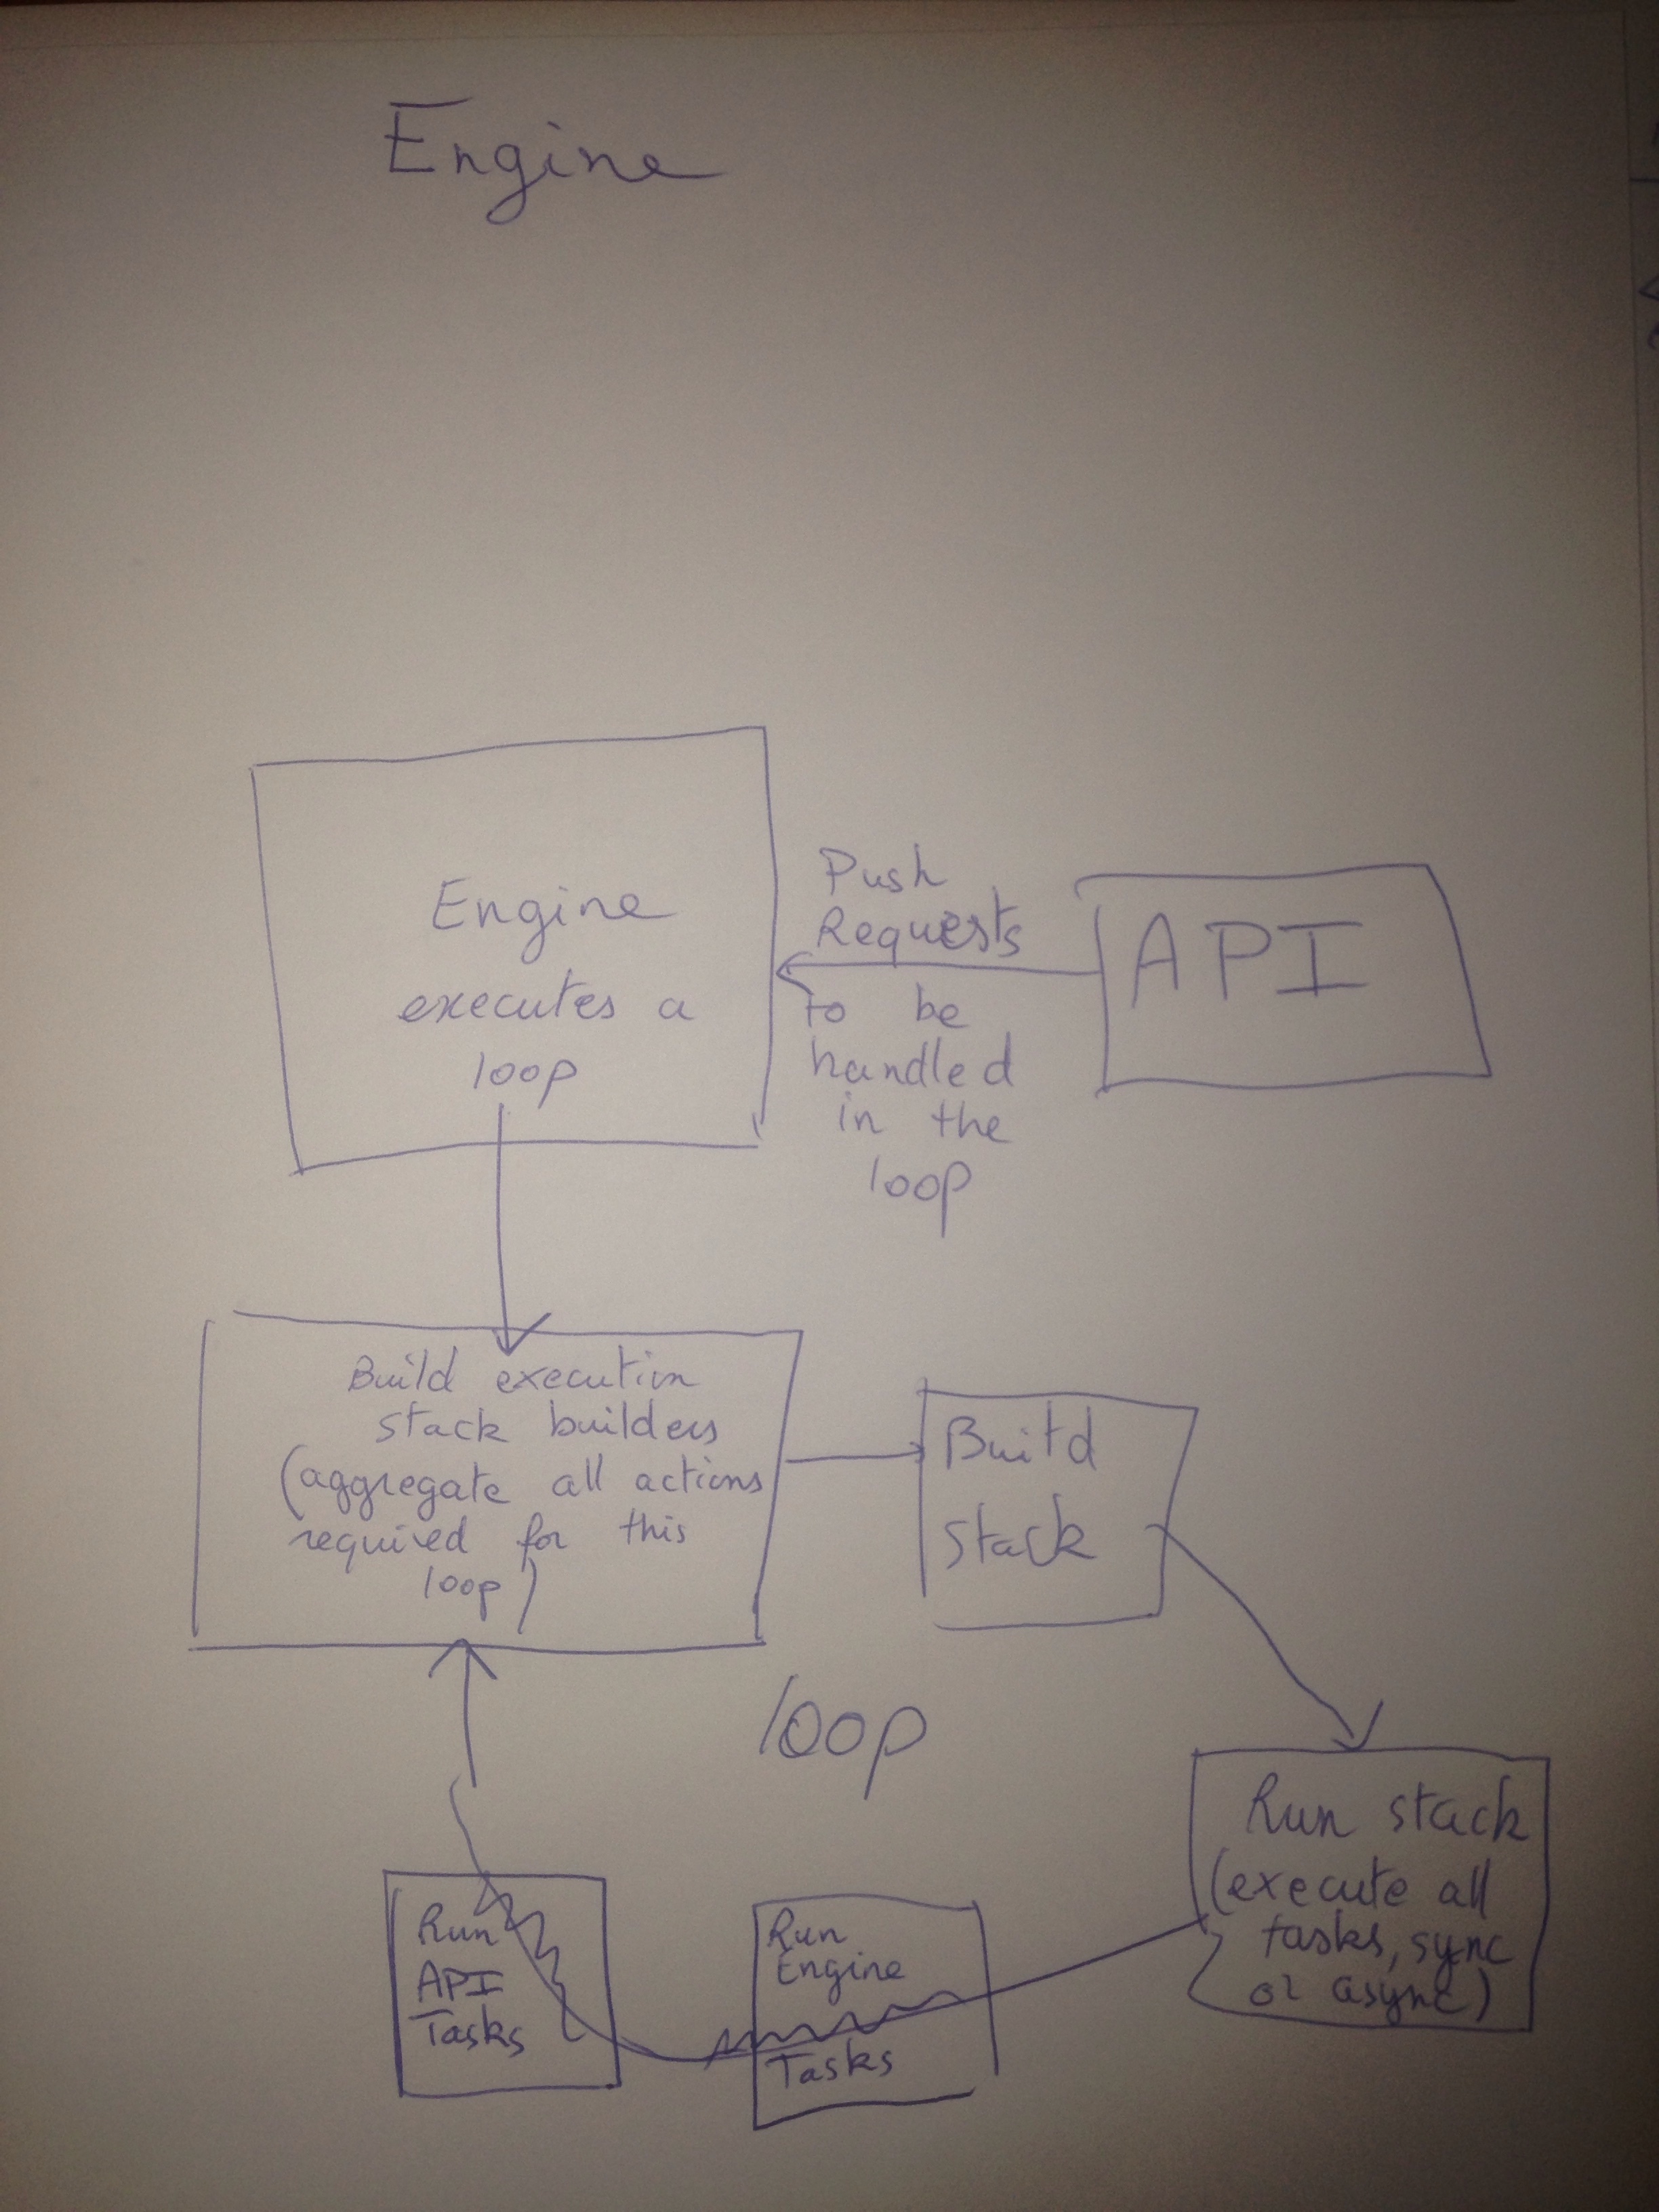 Engine
Engine
executes a
loop
Push
Requests
to be
handled
in the
loop
API
Build execution
stack builders
(aggregate all actions
required for this
loop)
Build
stack
loop
Run stack
(execute all
tasks, sync
or async)
Run
Engine
Tasks
Run
API
Tasks